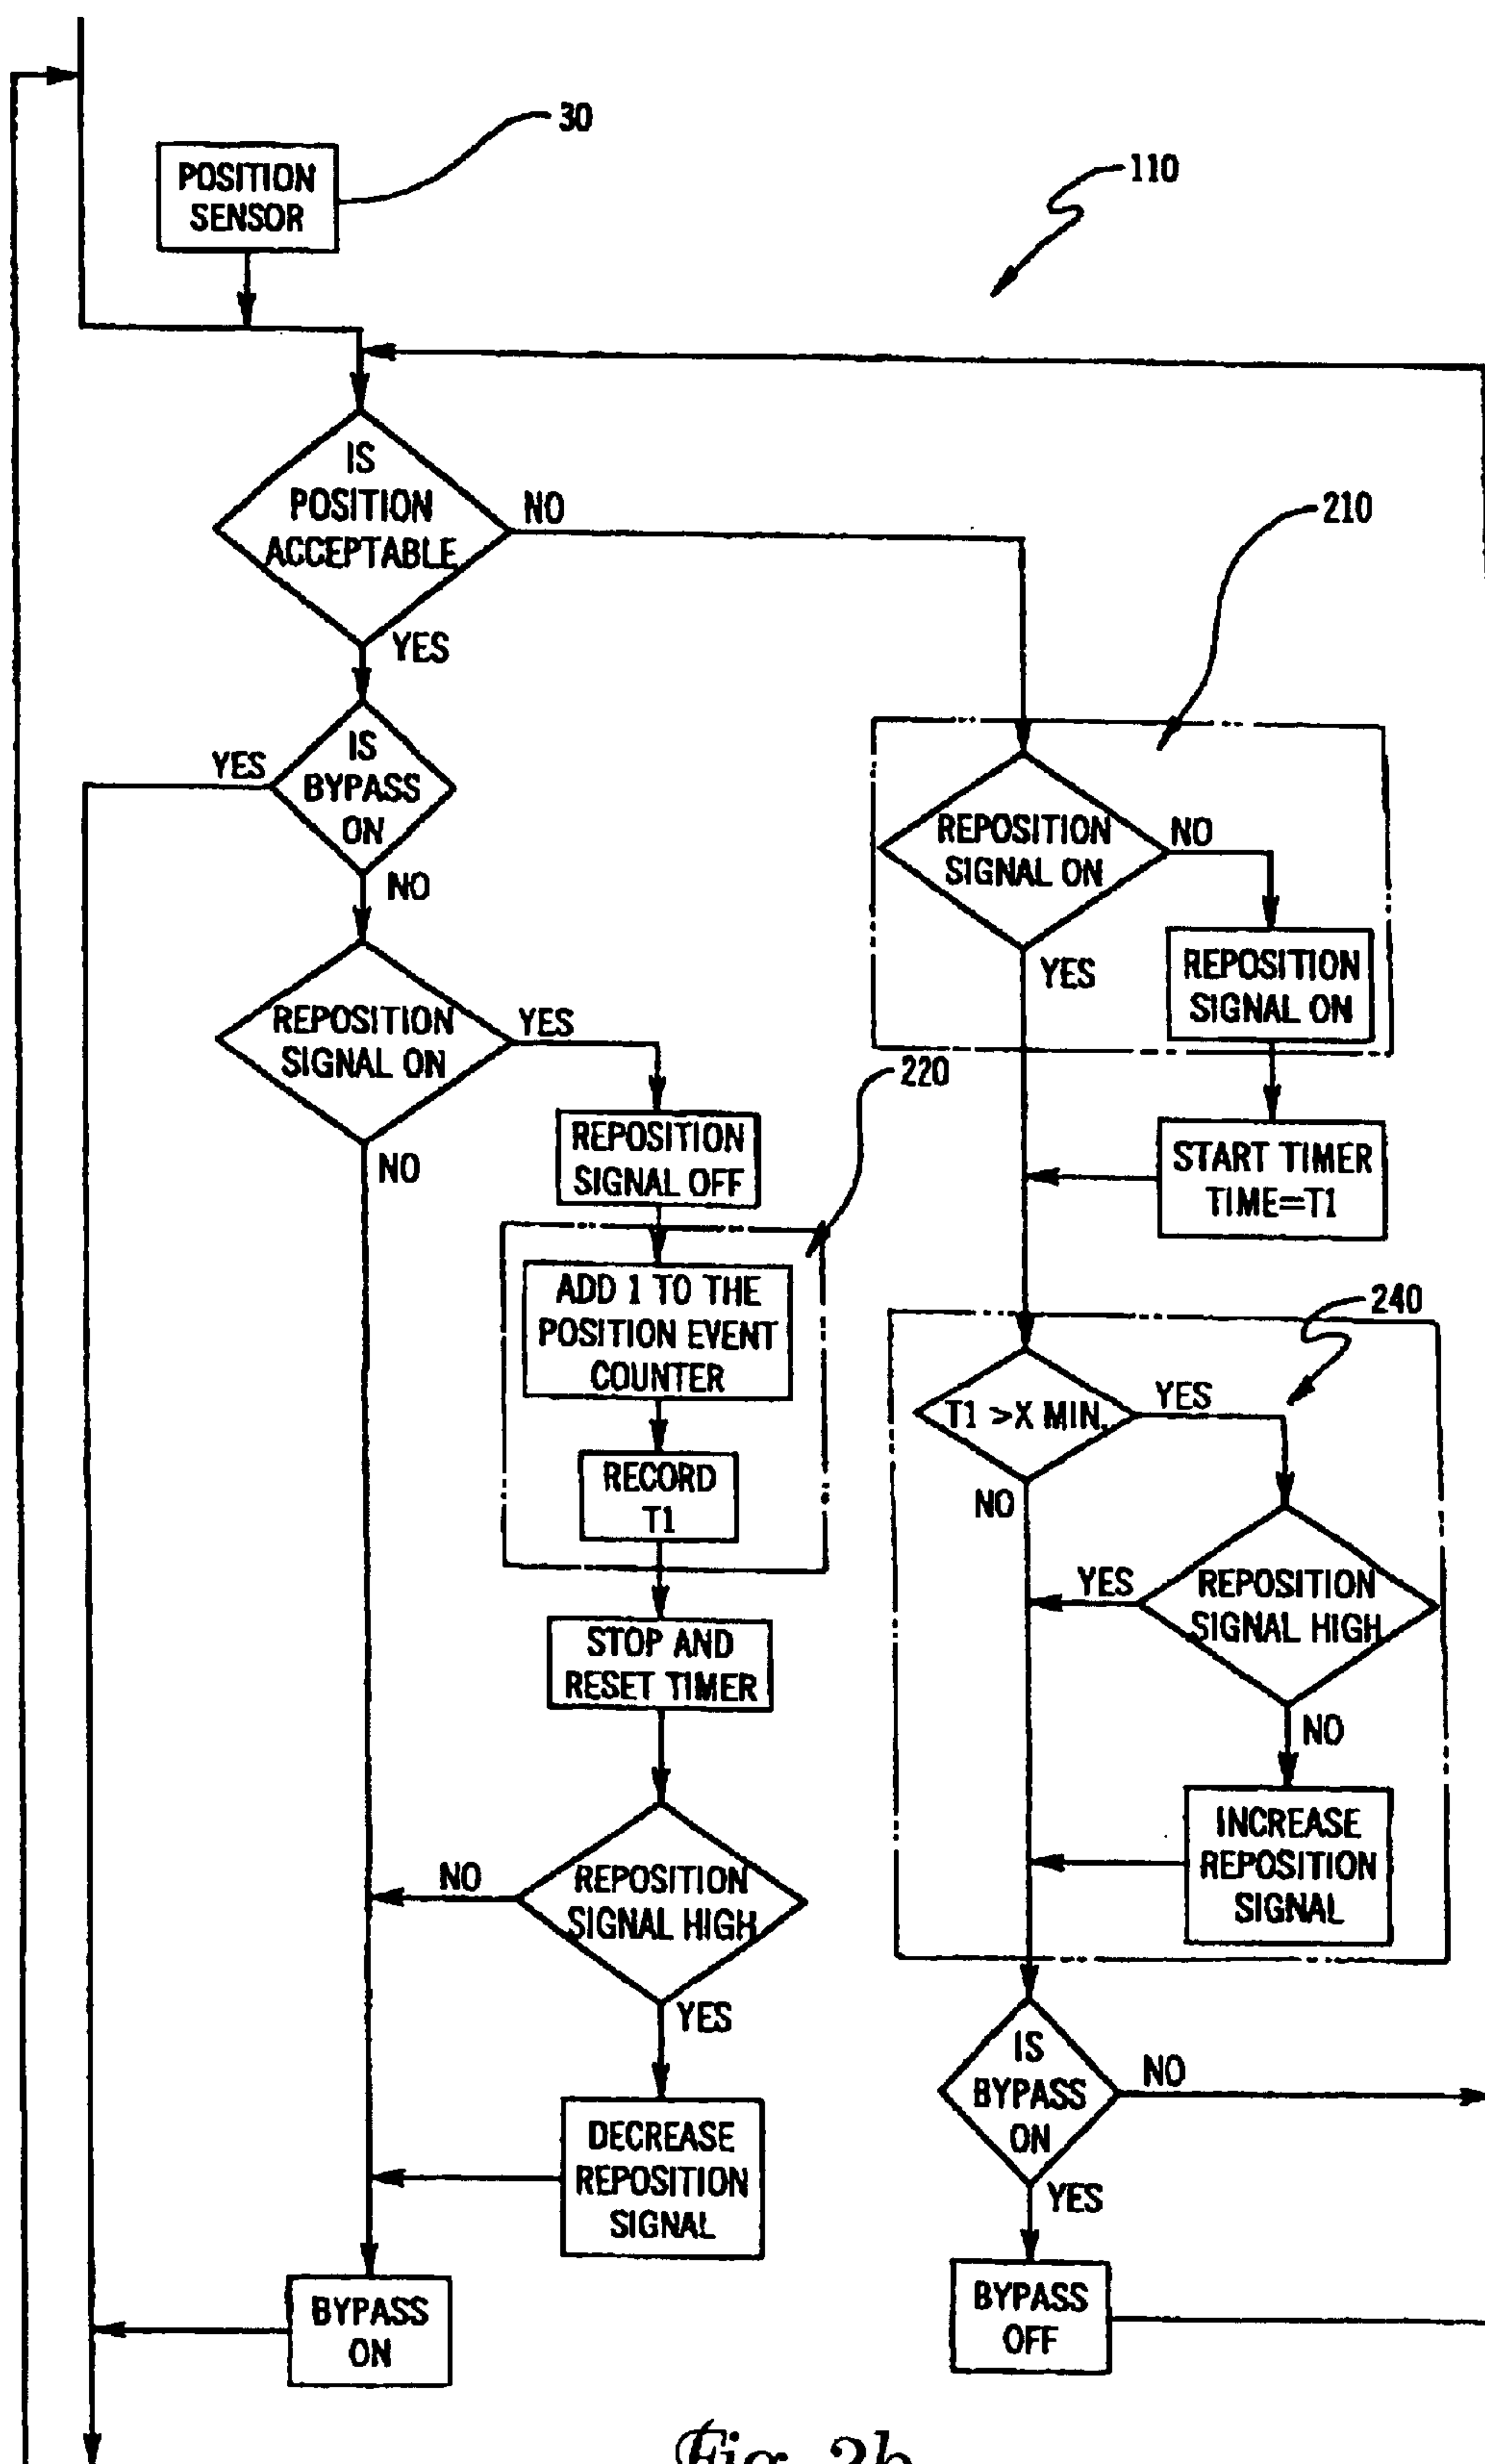 30
POSITION
SENSOR
110
IS
POSITION
ACCEPTABLE
NO
YES
210
IS
BYPASS
ON
YES
NO
REPOSITION
SIGNAL ON
NO
YES
REPOSITION
SIGNAL ON
REPOSITION
SIGNAL ON
YES
NO
220
REPOSITION
SIGNAL OFF
START TIMER
TIME=T1
ADD 1 TO THE
POSITION EVENT
COUNTER
RECORD
T1
240
T1 >X MIN.
YES
NO
STOP AND
RESET TIMER
REPOSITION
SIGNAL HIGH
YES
NO
REPOSITION
SIGNAL HIGH
NO
YES
INCREASE
REPOSITION
SIGNAL
DECREASE
REPOSITION
SIGNAL
IS
BYPASS
ON
NO
YES
BYPASS
ON
BYPASS
OFF
Fig. 2b